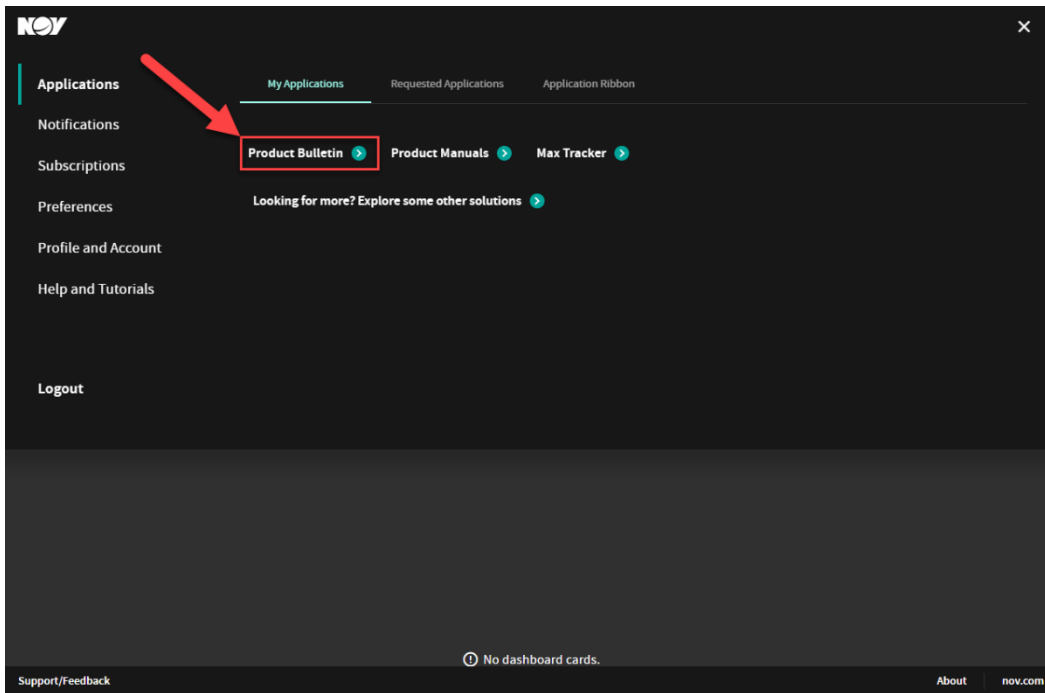 NOV
Applications
My Applications
Requested Applications
Application Ribbon
Notifications
Product Bulletin
Product Manuals
Max Tracker
Subscriptions
Preferences
Looking for more? Explore some other solutions
Profile and Account
Help and Tutorials
Logout
No dashboard cards.
Support/Feedback
About
nov.com